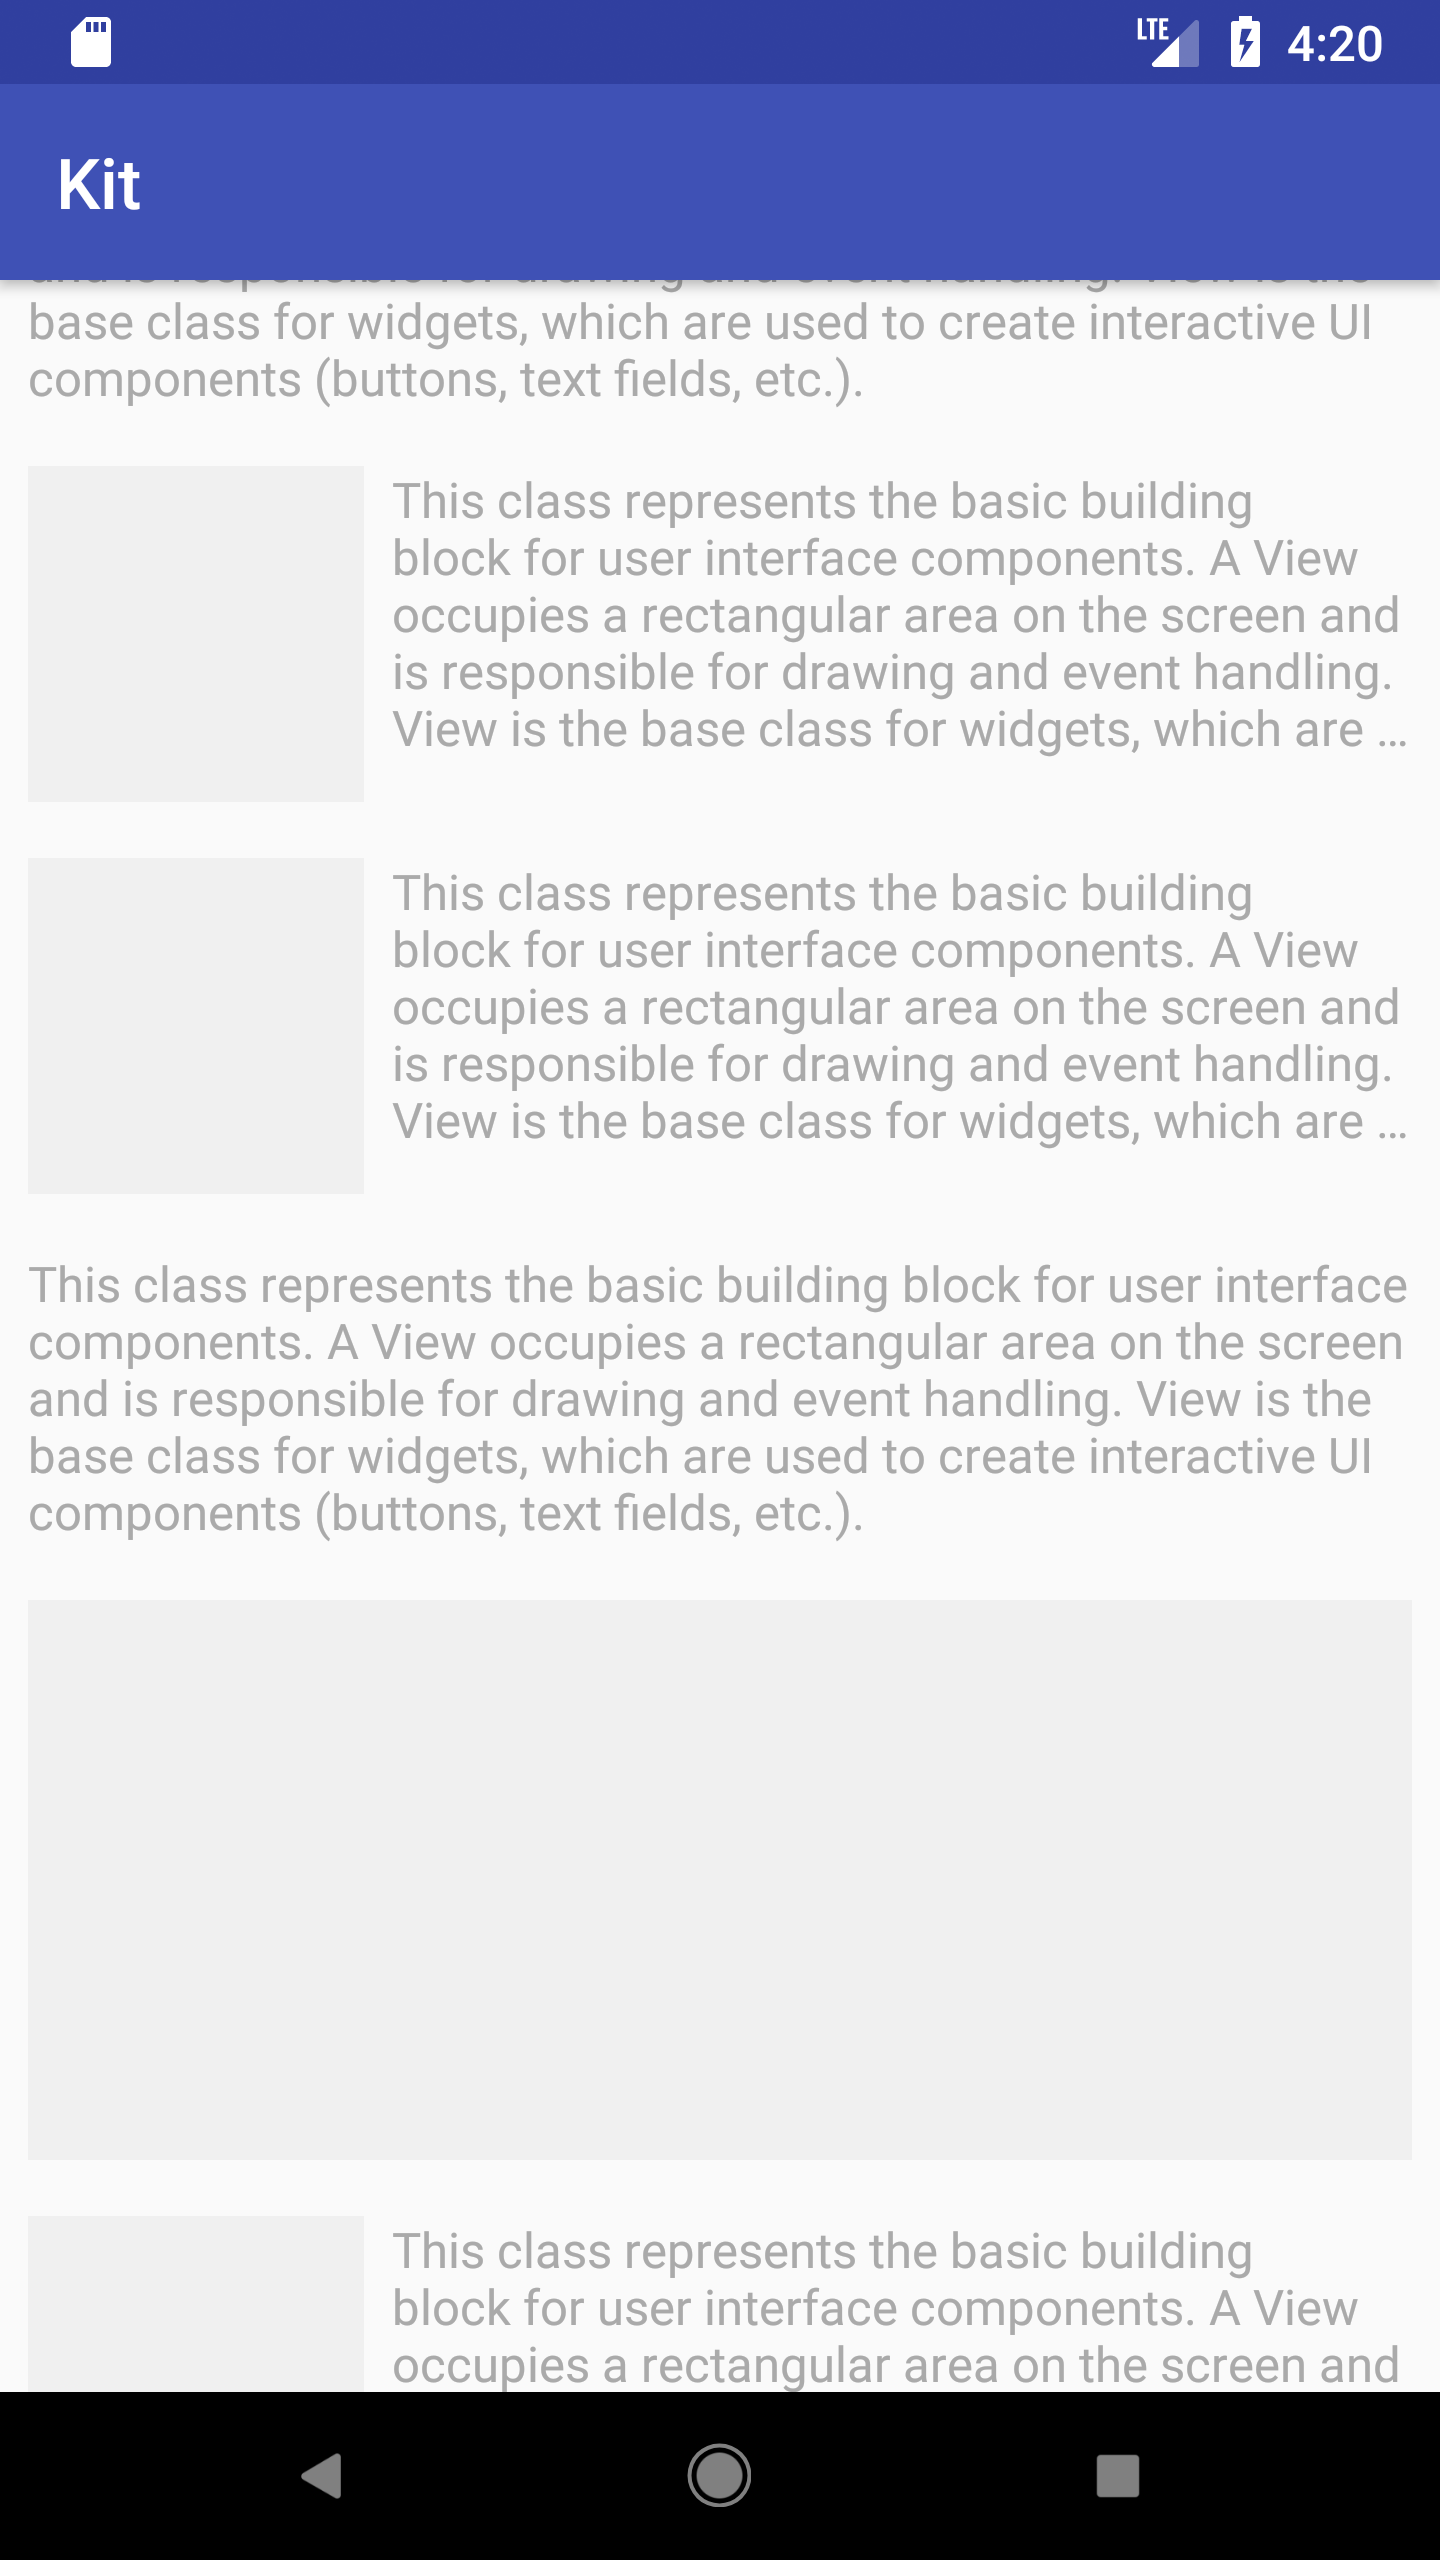 LTE
4:20
Kit
base class for widgets, which are used to create interactive UI
components (buttons, text fields, etc.).
This class represents the basic building
block for user interface components. A View
occupies a rectangular area on the screen and
is responsible for drawing and event handling.
View is the base class for widgets, which are …
This class represents the basic building
block for user interface components. A View
occupies a rectangular area on the screen and
is responsible for drawing and event handling.
View is the base class for widgets, which are …
This class represents the basic building block for user interface
components. A View occupies a rectangular area on the screen
and is responsible for drawing and event handling. View is the
base class for widgets, which are used to create interactive UI
components (buttons, text fields, etc.).
This class represents the basic building
block for user interface components. A View
occupies a rectangular area on the screen and